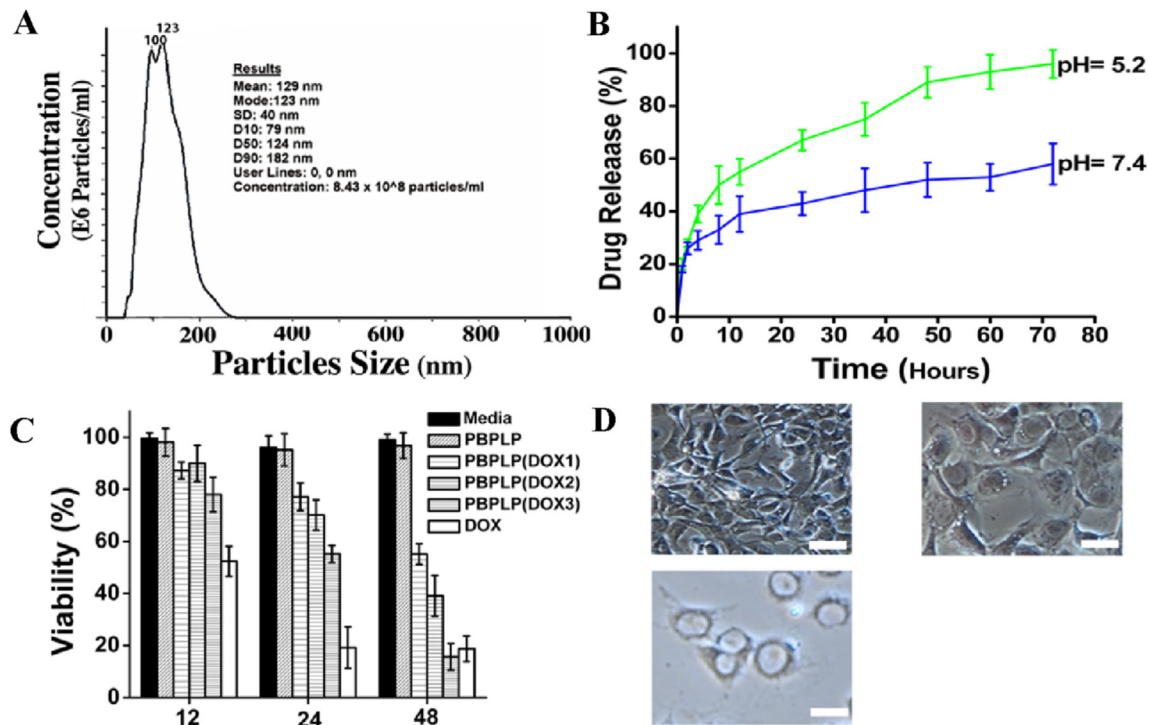 A
123
100
Results
Mean: 129 nm
Mode:123 nm
SD: 40 nm
D10: 79 nm
D50: 124 nm
D90: 182 nm
User Lines: 0, 0 nm
Concentration: 8.43 x 10^8 particles/ml
Concentration
(E6 Particles/ml)
0 200 400 600 800 1000
Particles Size (nm)
B
100
80
60
40
20
0
Drug Release (%)
pH= 5.2
pH= 7.4
0 10 20 30 40 50 60 70 80
Time (Hours)
C
100
80
60
40
20
0
Viability (%)
Media
PBPLP
PBPLP(DOX1)
PBPLP(DOX2)
PBPLP(DOX3)
DOX
12 24 48
D